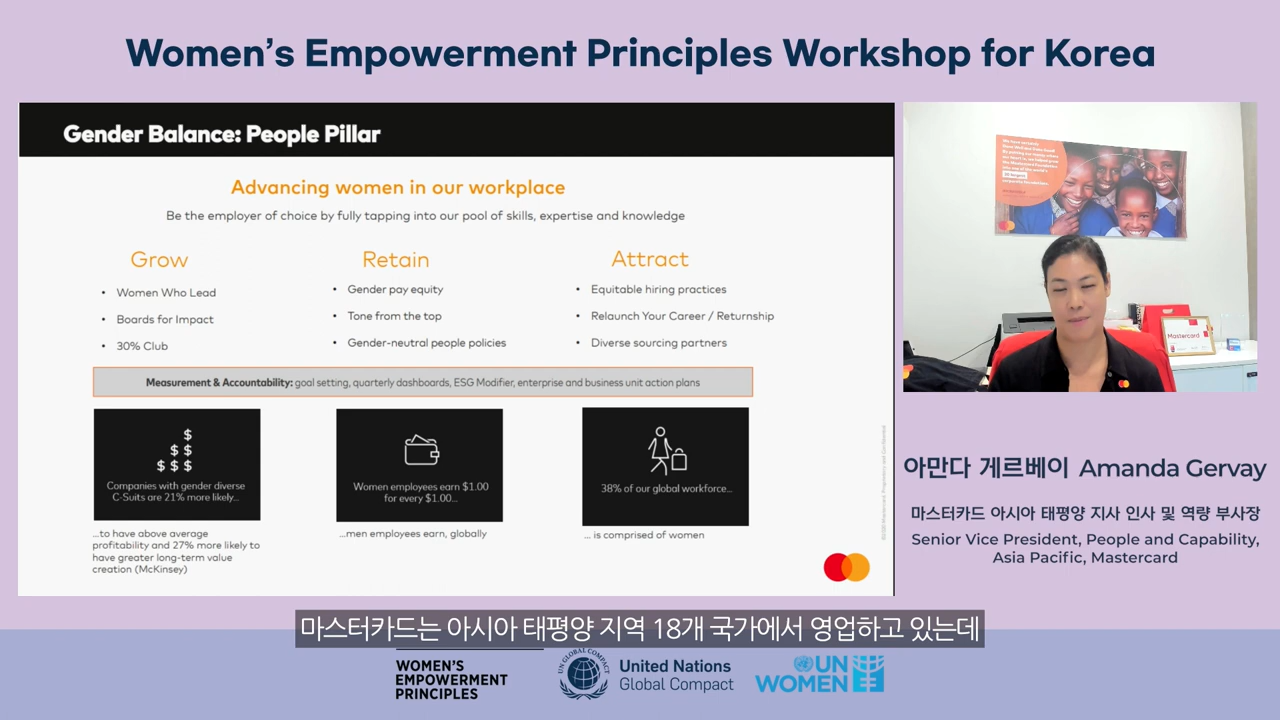 Women's Empowerment Principles Workshop for Korea
Gender Balance: People Pillar
Advancing women in our workplace
Be the employer of choice by fully tapping into our pool of skills, expertise and knowledge
Grow
• Women Who Lead
• Boards for Impact
• 30% Club
Retain
• Gender pay equity
• Tone from the top
• Gender-neutral people policies
Attract
• Equitable hiring practices
• Relaunch Your Career / Returnship
• Diverse sourcing partners
Measurement & Accountability: goal setting, quarterly dashboards, ESG Modifier, enterprise and business unit action plans
$
$ $
$ $ $
Companies with gender diverse
C-Suits are 21% more likely...
...to have above average
profitability and 27% more likely to
have greater long-term value
creation (McKinsey)
Women employees earn $1.00
for every $1.00...
...men employees earn, globally
38% of our global workforce...
... is comprised of women
Mastercard
아만다 게르베이 Amanda Gervay
마스터카드 아시아 태평양 지사 인사 및 역량 부사장
Senior Vice President, People and Capability,
Asia Pacific, Mastercard
마스터카드는 아시아 태평양 지역 18개 국가에서 영업하고 있는데
WOMEN'S
EMPOWERMENT
PRINCIPLES
UN GLOBAL COMPACT
United Nations
Global Compact
UN
WOMEN